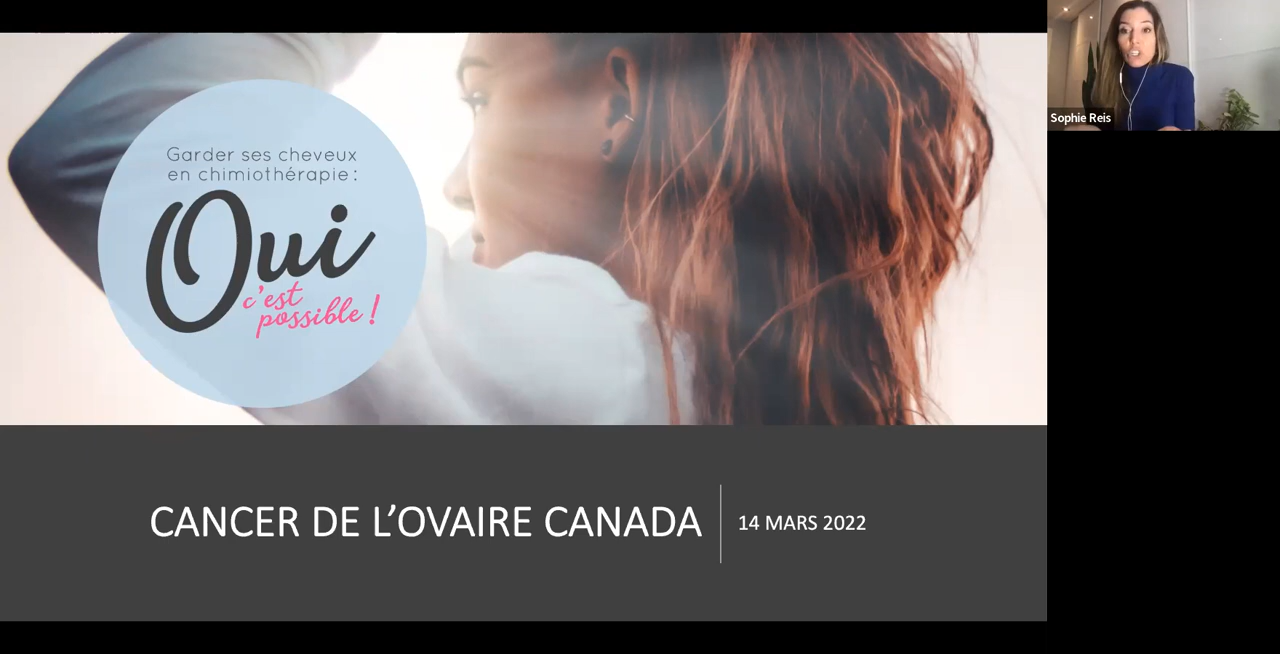 Garder ses cheveux
en chimiothérapie :
Oui
c'est
possible !
CANCER DE L'OVAIRE CANADA
14 MARS 2022
Sophie Reis